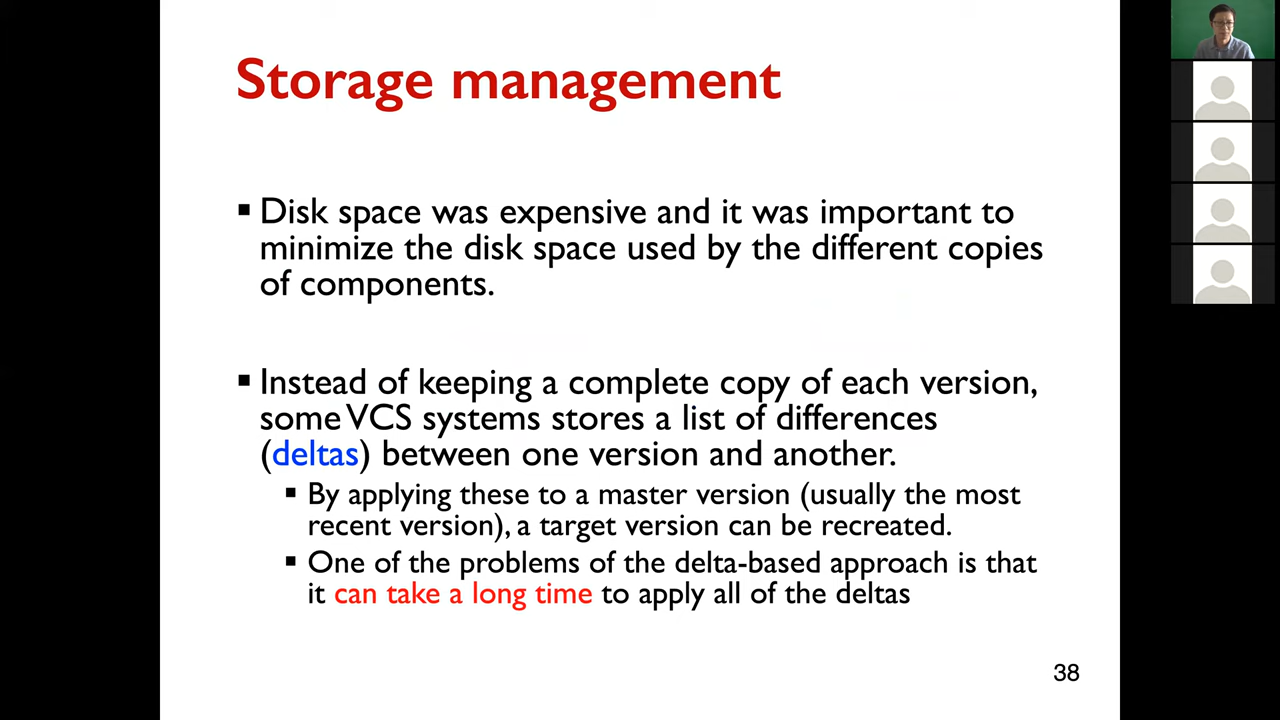 Storage management
▪ Disk space was expensive and it was important to
minimize the disk space used by the different copies
of components.
▪ Instead of keeping a complete copy of each version,
some VCS systems stores a list of differences
(deltas) between one version and another.
▪ By applying these to a master version (usually the most
recent version), a target version can be recreated.
▪ One of the problems of the delta-based approach is that
it can take a long time to apply all of the deltas
38